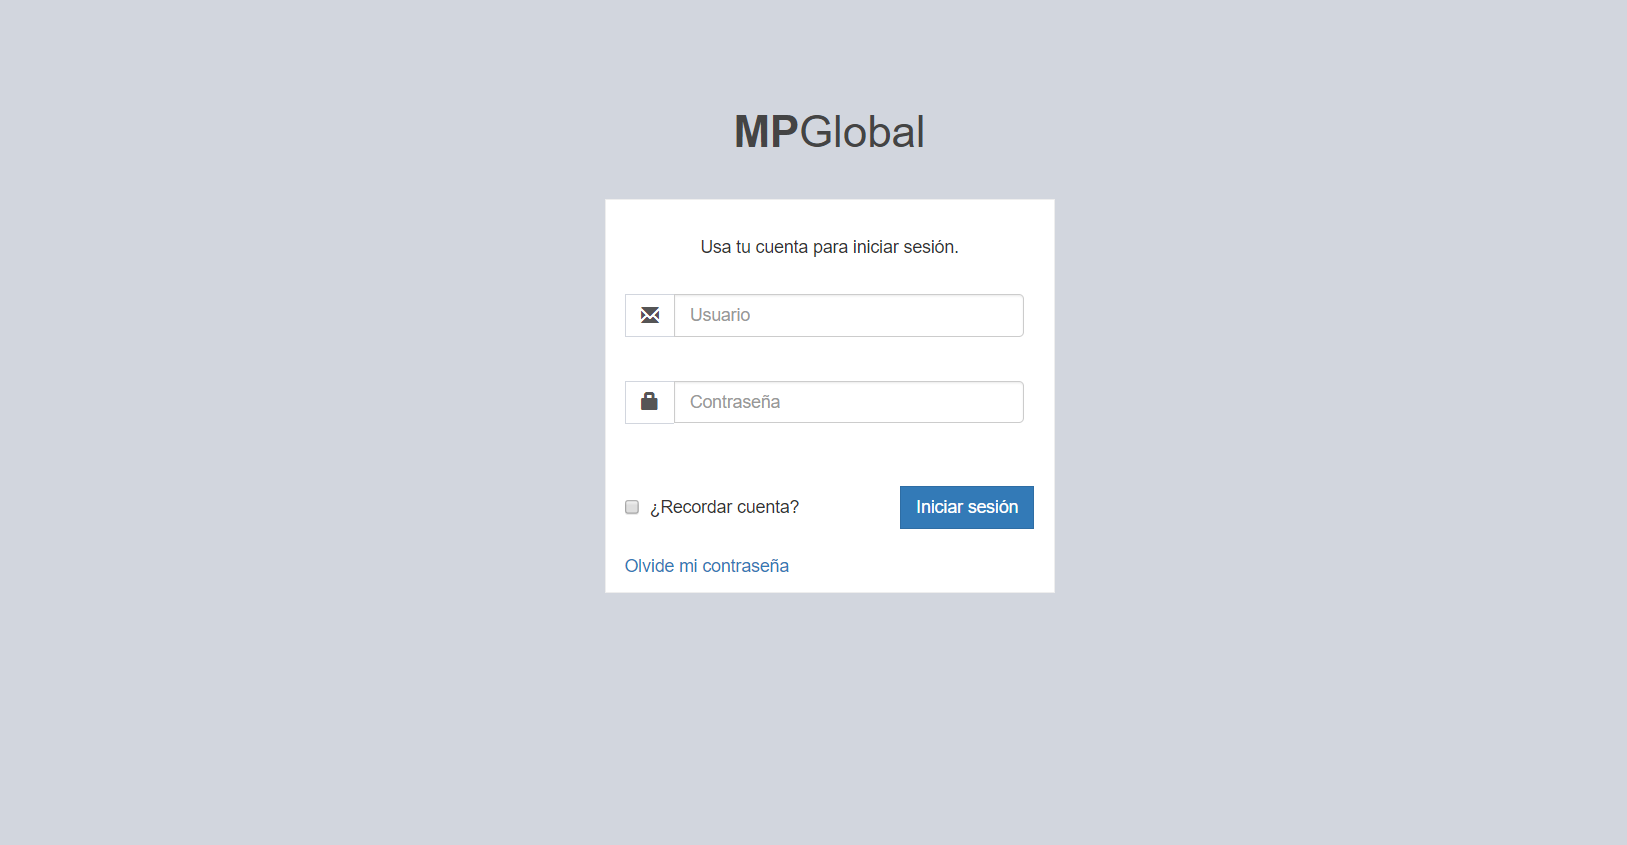 MPGlobal
Usa tu cuenta para iniciar sesión.
Usuario
Contraseña
¿Recordar cuenta?
Iniciar sesión
Olvide mi contraseña